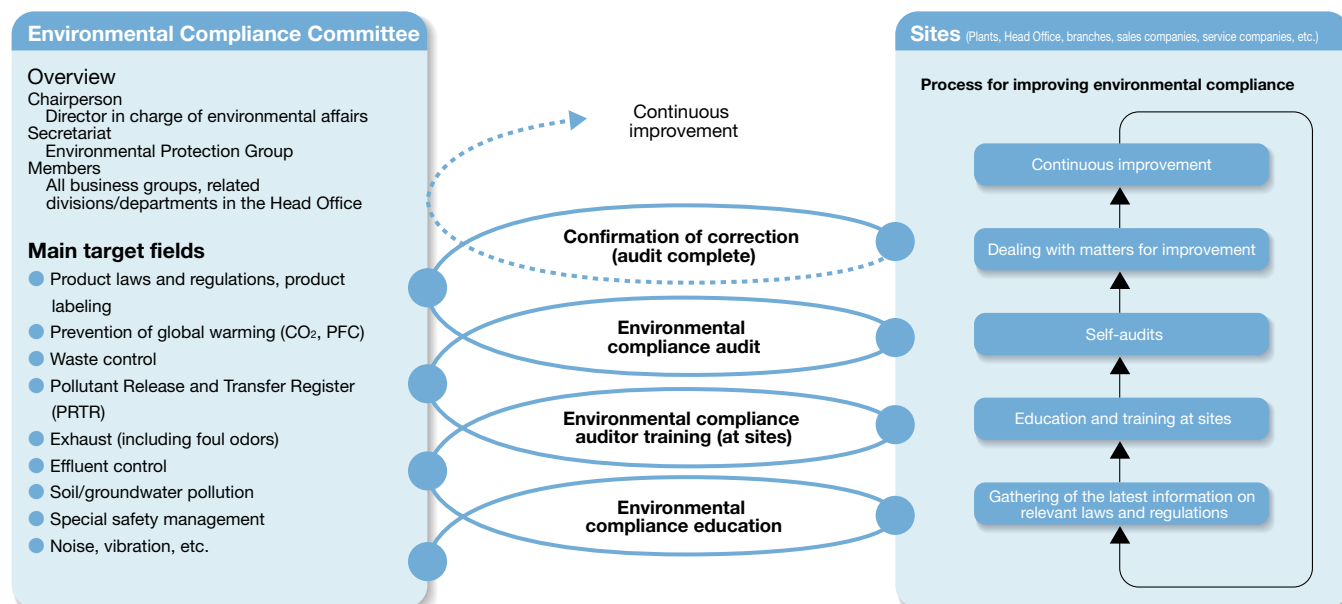 Environmental Compliance Committee
Overview
Chairperson
Director in charge of environmental affairs
Secretariat
Environmental Protection Group
Members
All business groups, related
divisions/departments in the Head Office
Main target fields
Product laws and regulations, product
labeling
Prevention of global warming (CO₂, PFC)
Waste control
Pollutant Release and Transfer Register
(PRTR)
Exhaust (including foul odors)
Effluent control
Soil/groundwater pollution
Special safety management
Noise, vibration, etc.
Continuous
improvement
Confirmation of correction
(audit complete)
Environmental
compliance audit
Environmental compliance
auditor training (at sites)
Environmental
compliance education
Sites (Plants, Head Office, branches, sales companies, service companies, etc.)
Process for improving environmental compliance
Continuous improvement
Dealing with matters for improvement
Self-audits
Education and training at sites
Gathering of the latest information on
relevant laws and regulations